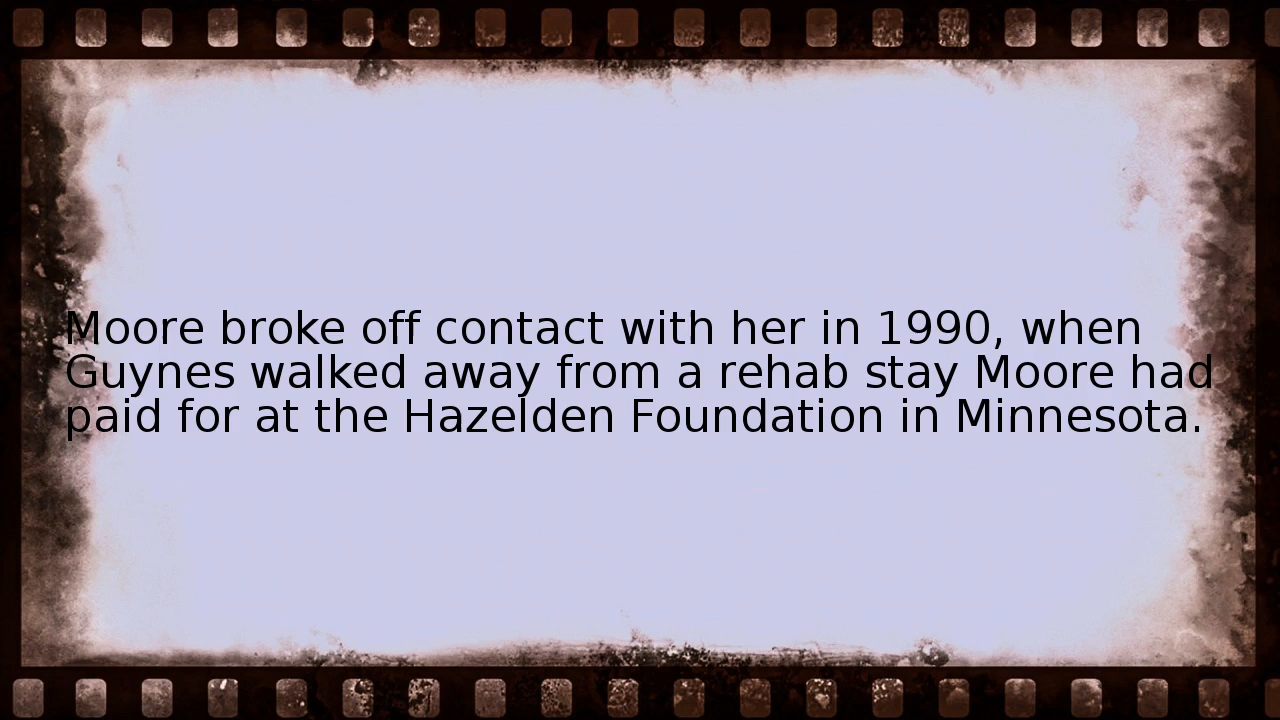 Moore broke off contact with her in 1990, when
Guynes walked away from a rehab stay Moore had
paid for at the Hazelden Foundation in Minnesota.